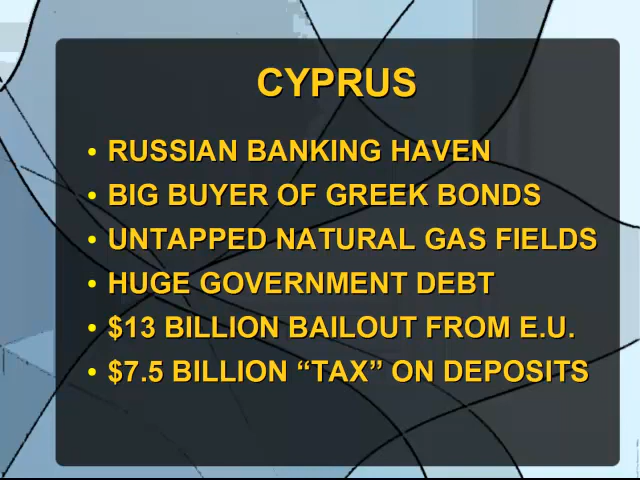 CYPRUS
• RUSSIAN BANKING HAVEN
• BIG BUYER OF GREEK BONDS
• UNTAPPED NATURAL GAS FIELDS
• HUGE GOVERNMENT DEBT
• $13 BILLION BAILOUT FROM E.U.
• $7.5 BILLION “TAX” ON DEPOSITS